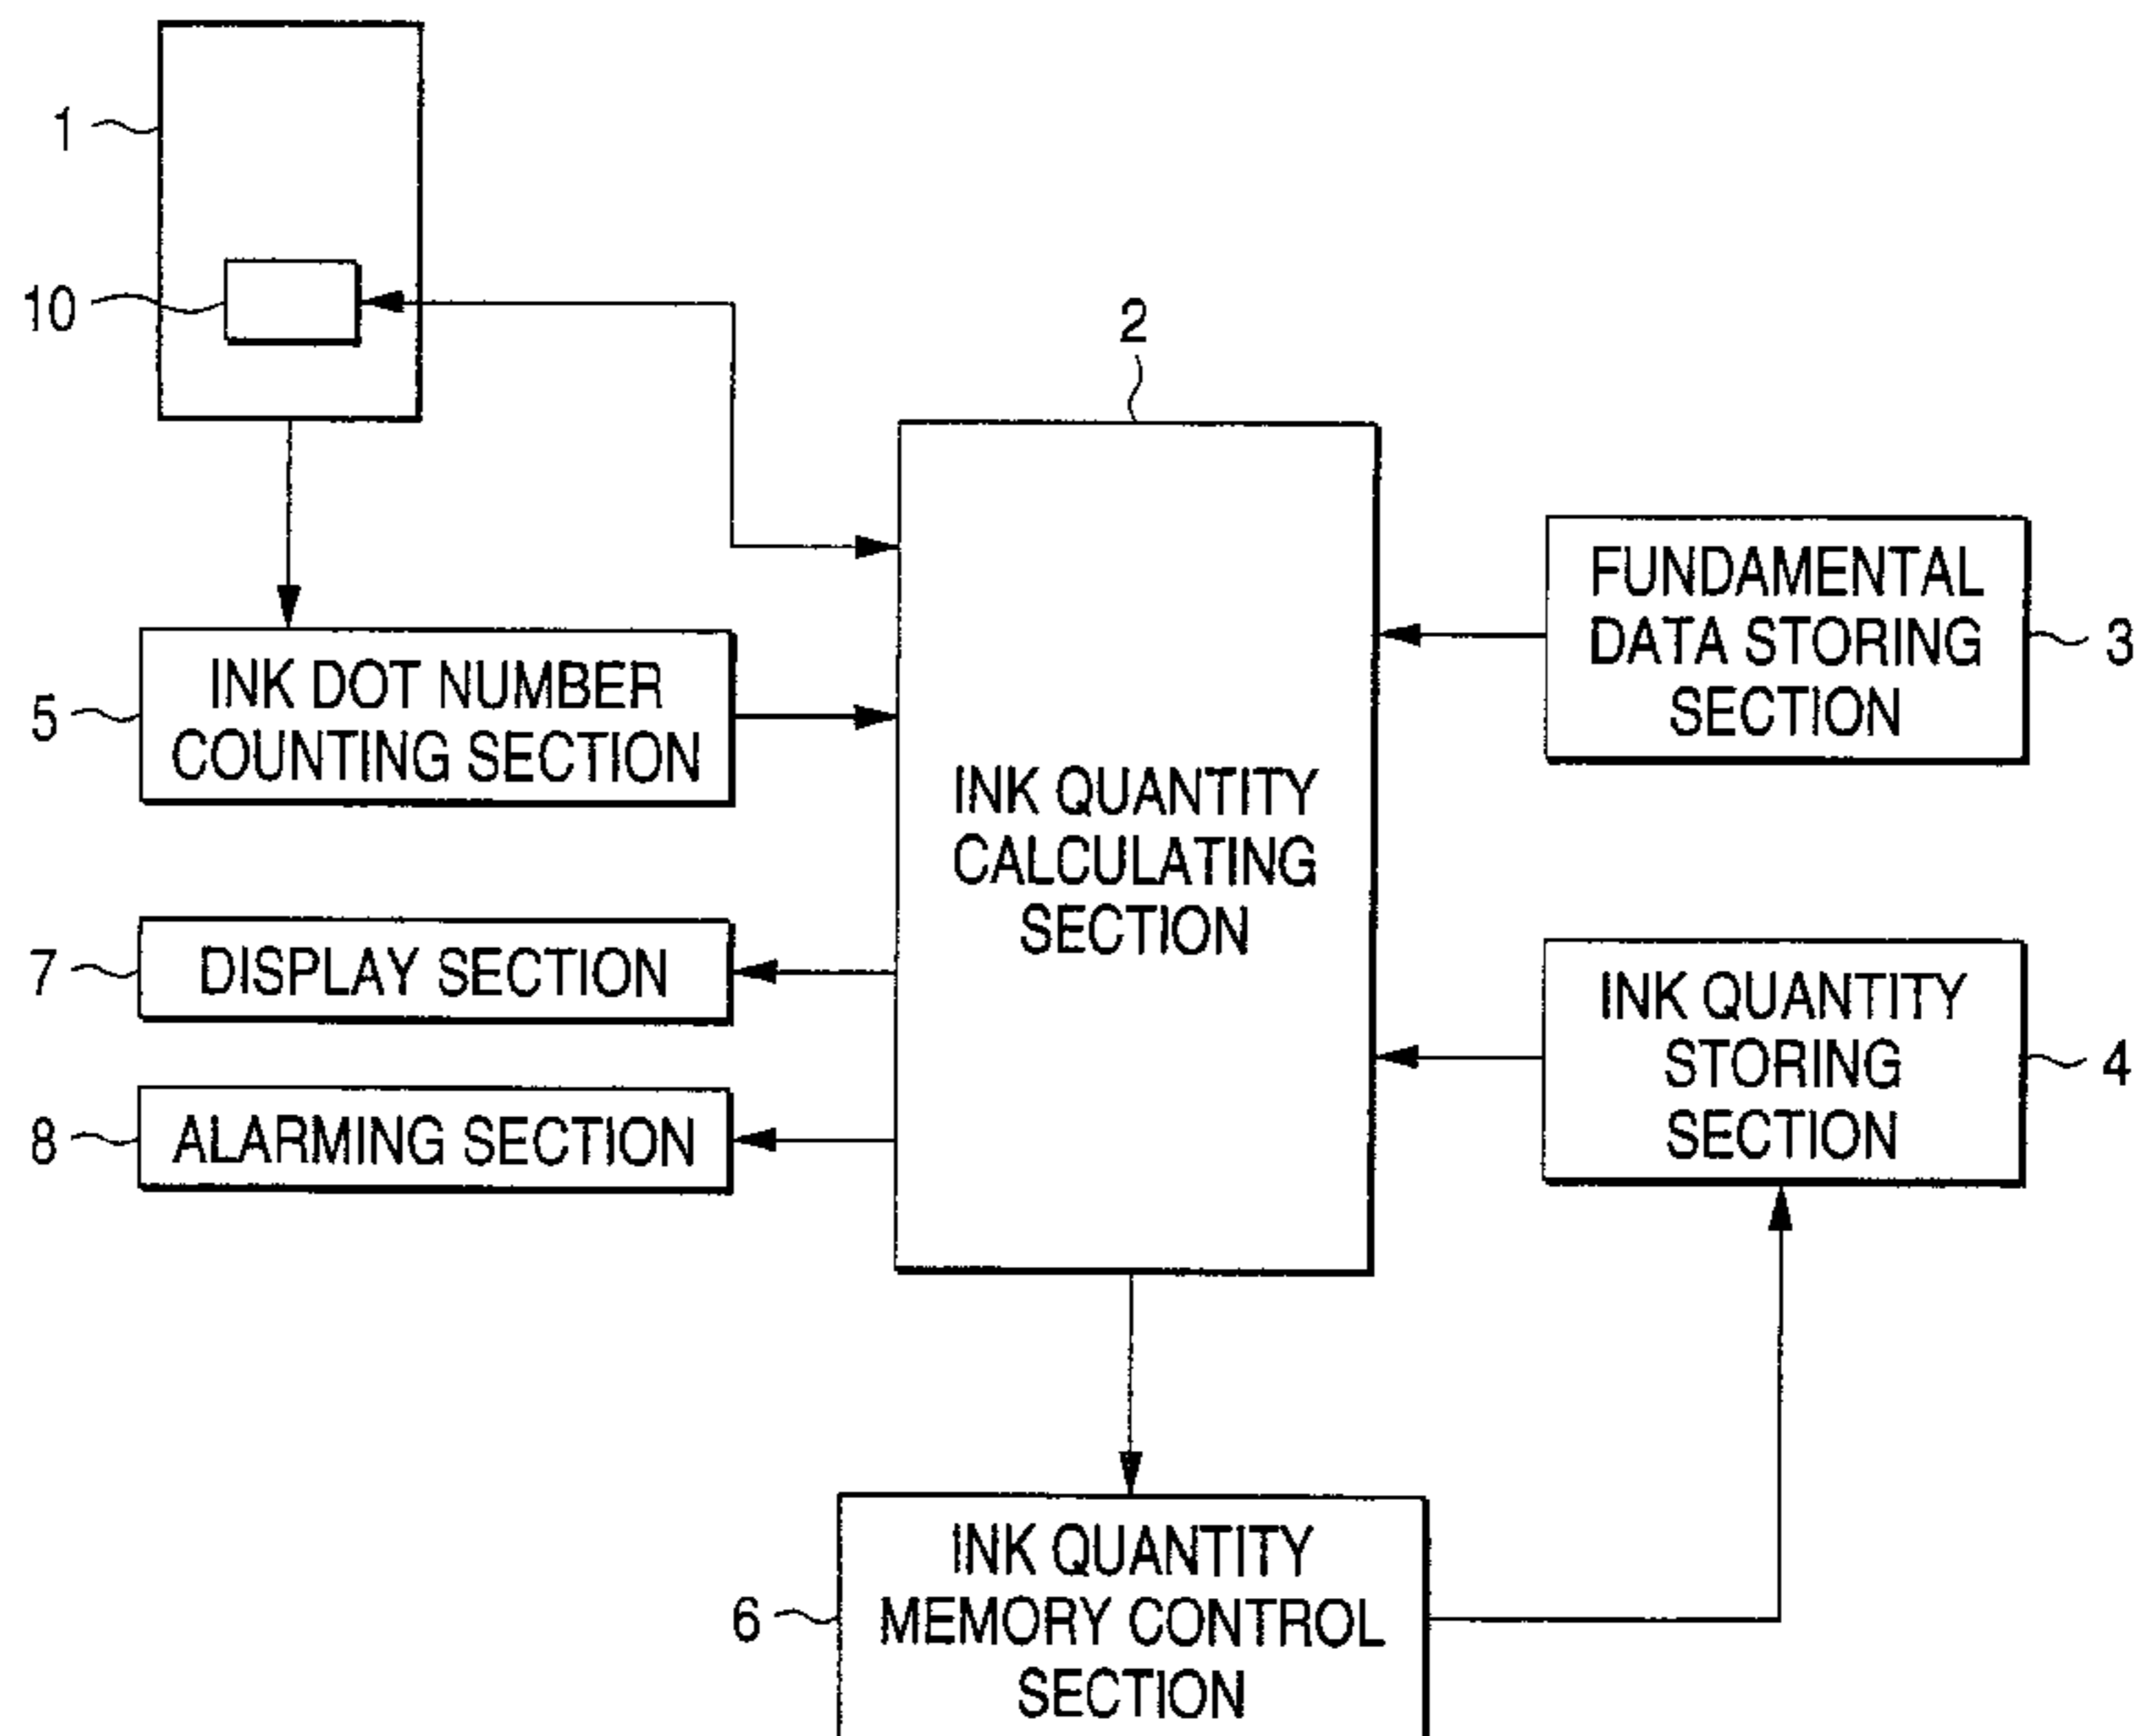 1
10
2
FUNDAMENTAL
DATA STORING
SECTION
3
5
INK DOT NUMBER
COUNTING SECTION
INK QUANTITY
CALCULATING
SECTION
7
DISPLAY SECTION
INK QUANTITY
STORING
SECTION
4
8
ALARMING SECTION
6
INK QUANTITY
MEMORY CONTROL
SECTION